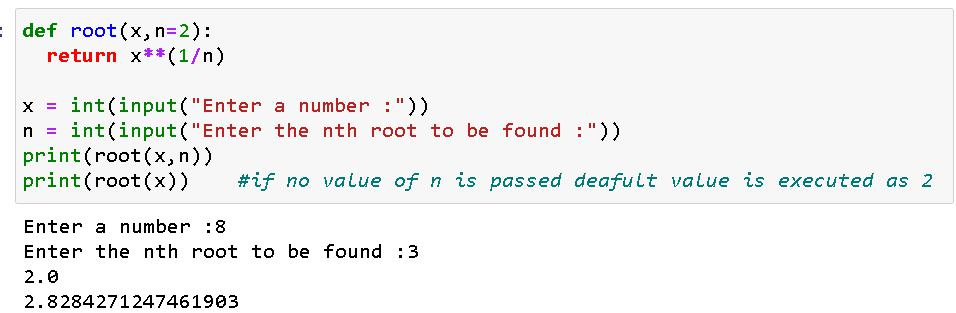 def root(x,n=2):
  return x**(1/n)
x = int(input("Enter a number :"))
n = int(input("Enter the nth root to be found :"))
print(root(x,n))
print(root(x))    #if no value of n is passed deafult value is executed as 2
Enter a number :8
Enter the nth root to be found :3
2.0
2.8284271247461903